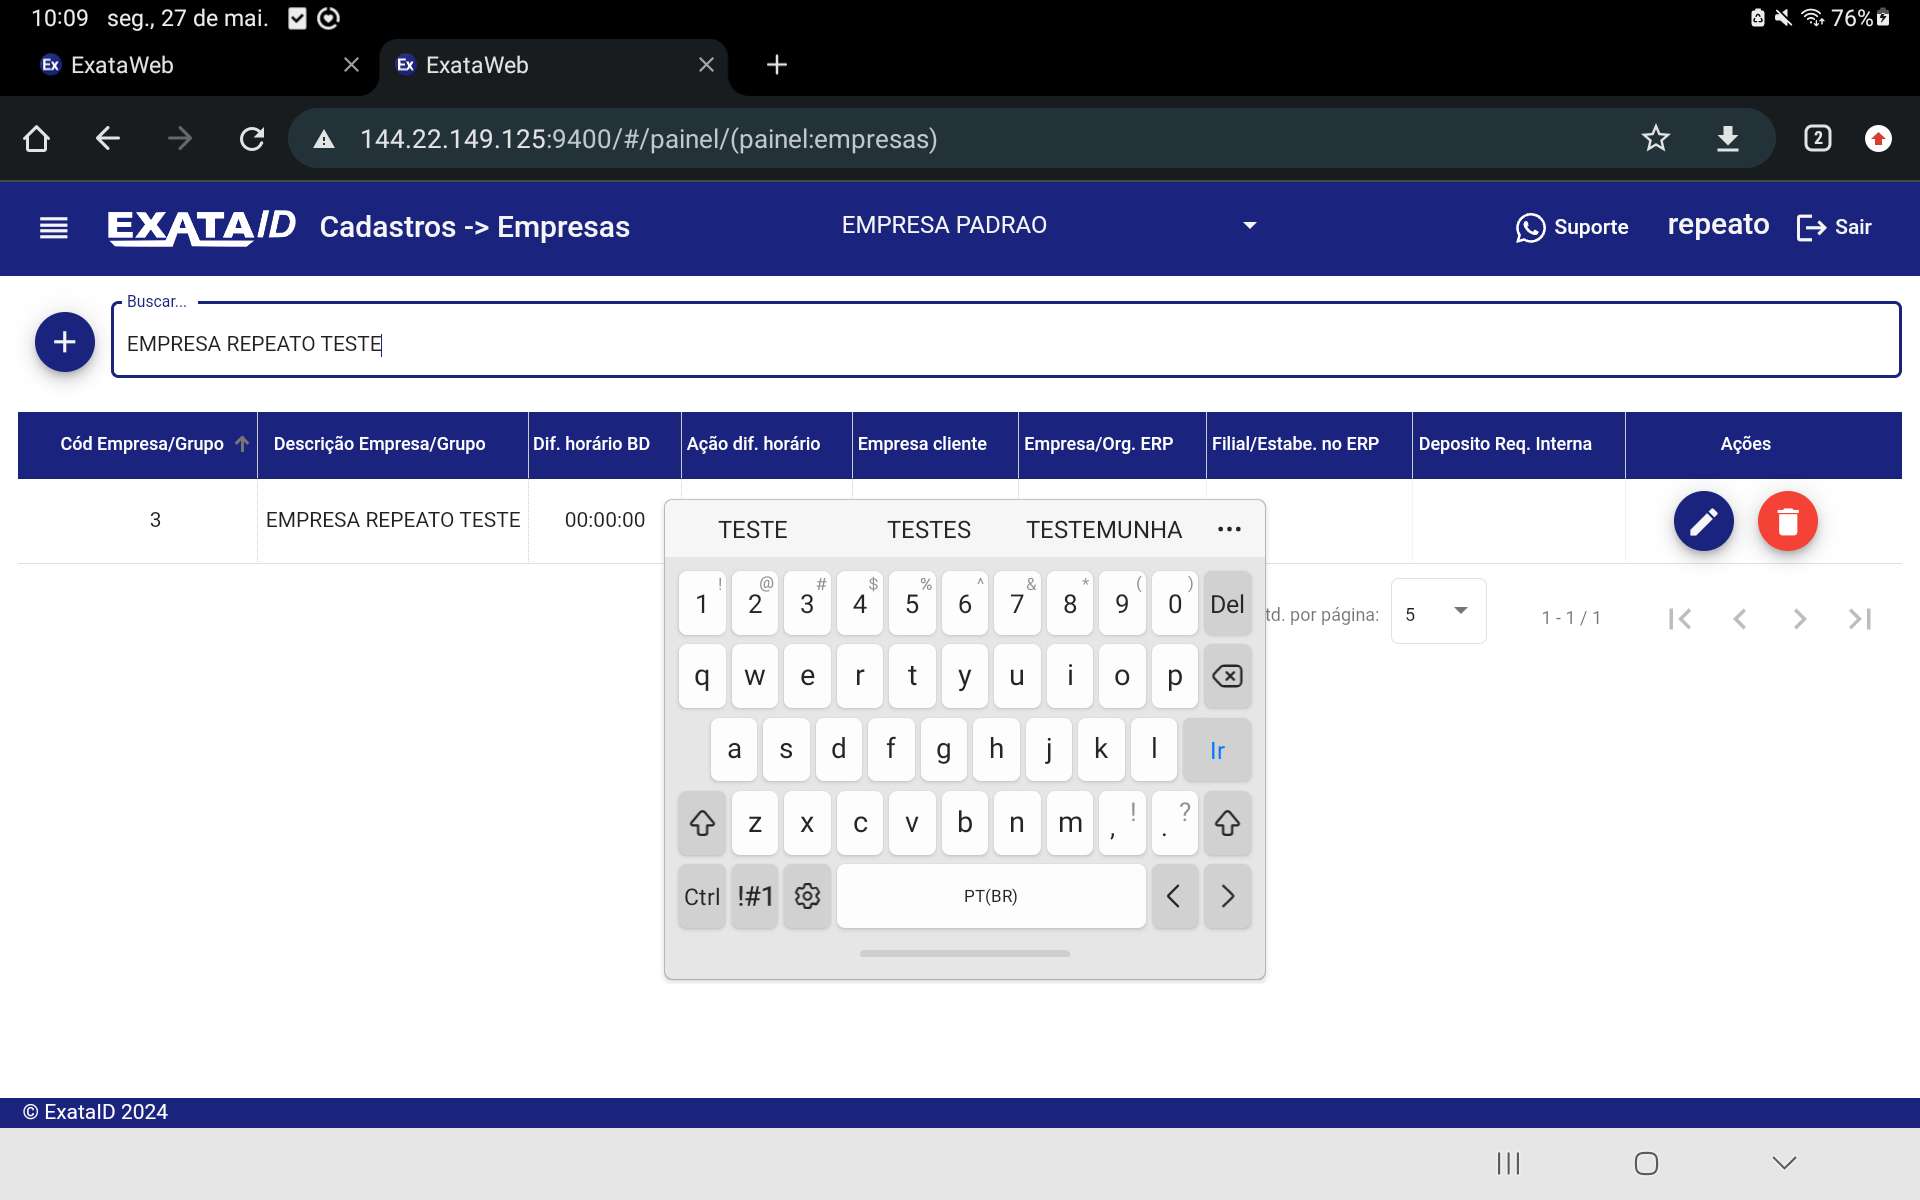 10:09 seg., 27 de mai. 76%
Ex ExataWeb Ex ExataWeb
144.22.149.125:9400/#/painel/(painel:empresas) 2
EXATAID Cadastros -> Empresas EMPRESA PADRAO Suporte repeato Sair
Buscar...
EMPRESA REPEATO TESTE
Cód Empresa/Grupo Descrição Empresa/Grupo Dif. horário BD Ação dif. horário Empresa cliente Empresa/Org. ERP Filial/Estabe. no ERP Deposito Req. Interna Ações
3 EMPRESA REPEATO TESTE 00:00:00
TESTE TESTES TESTEMUNHA •••
! @ # $ % ^ & * ( )
1 2 3 4 5 6 7 8 9 0 Del
td. por página: 5 1 - 1 / 1
q w e r t y u i o p
a s d f g h j k l Ir
z x c v b n m , ! . ?
Ctrl !#1 PT(BR) < >
© ExataID 2024